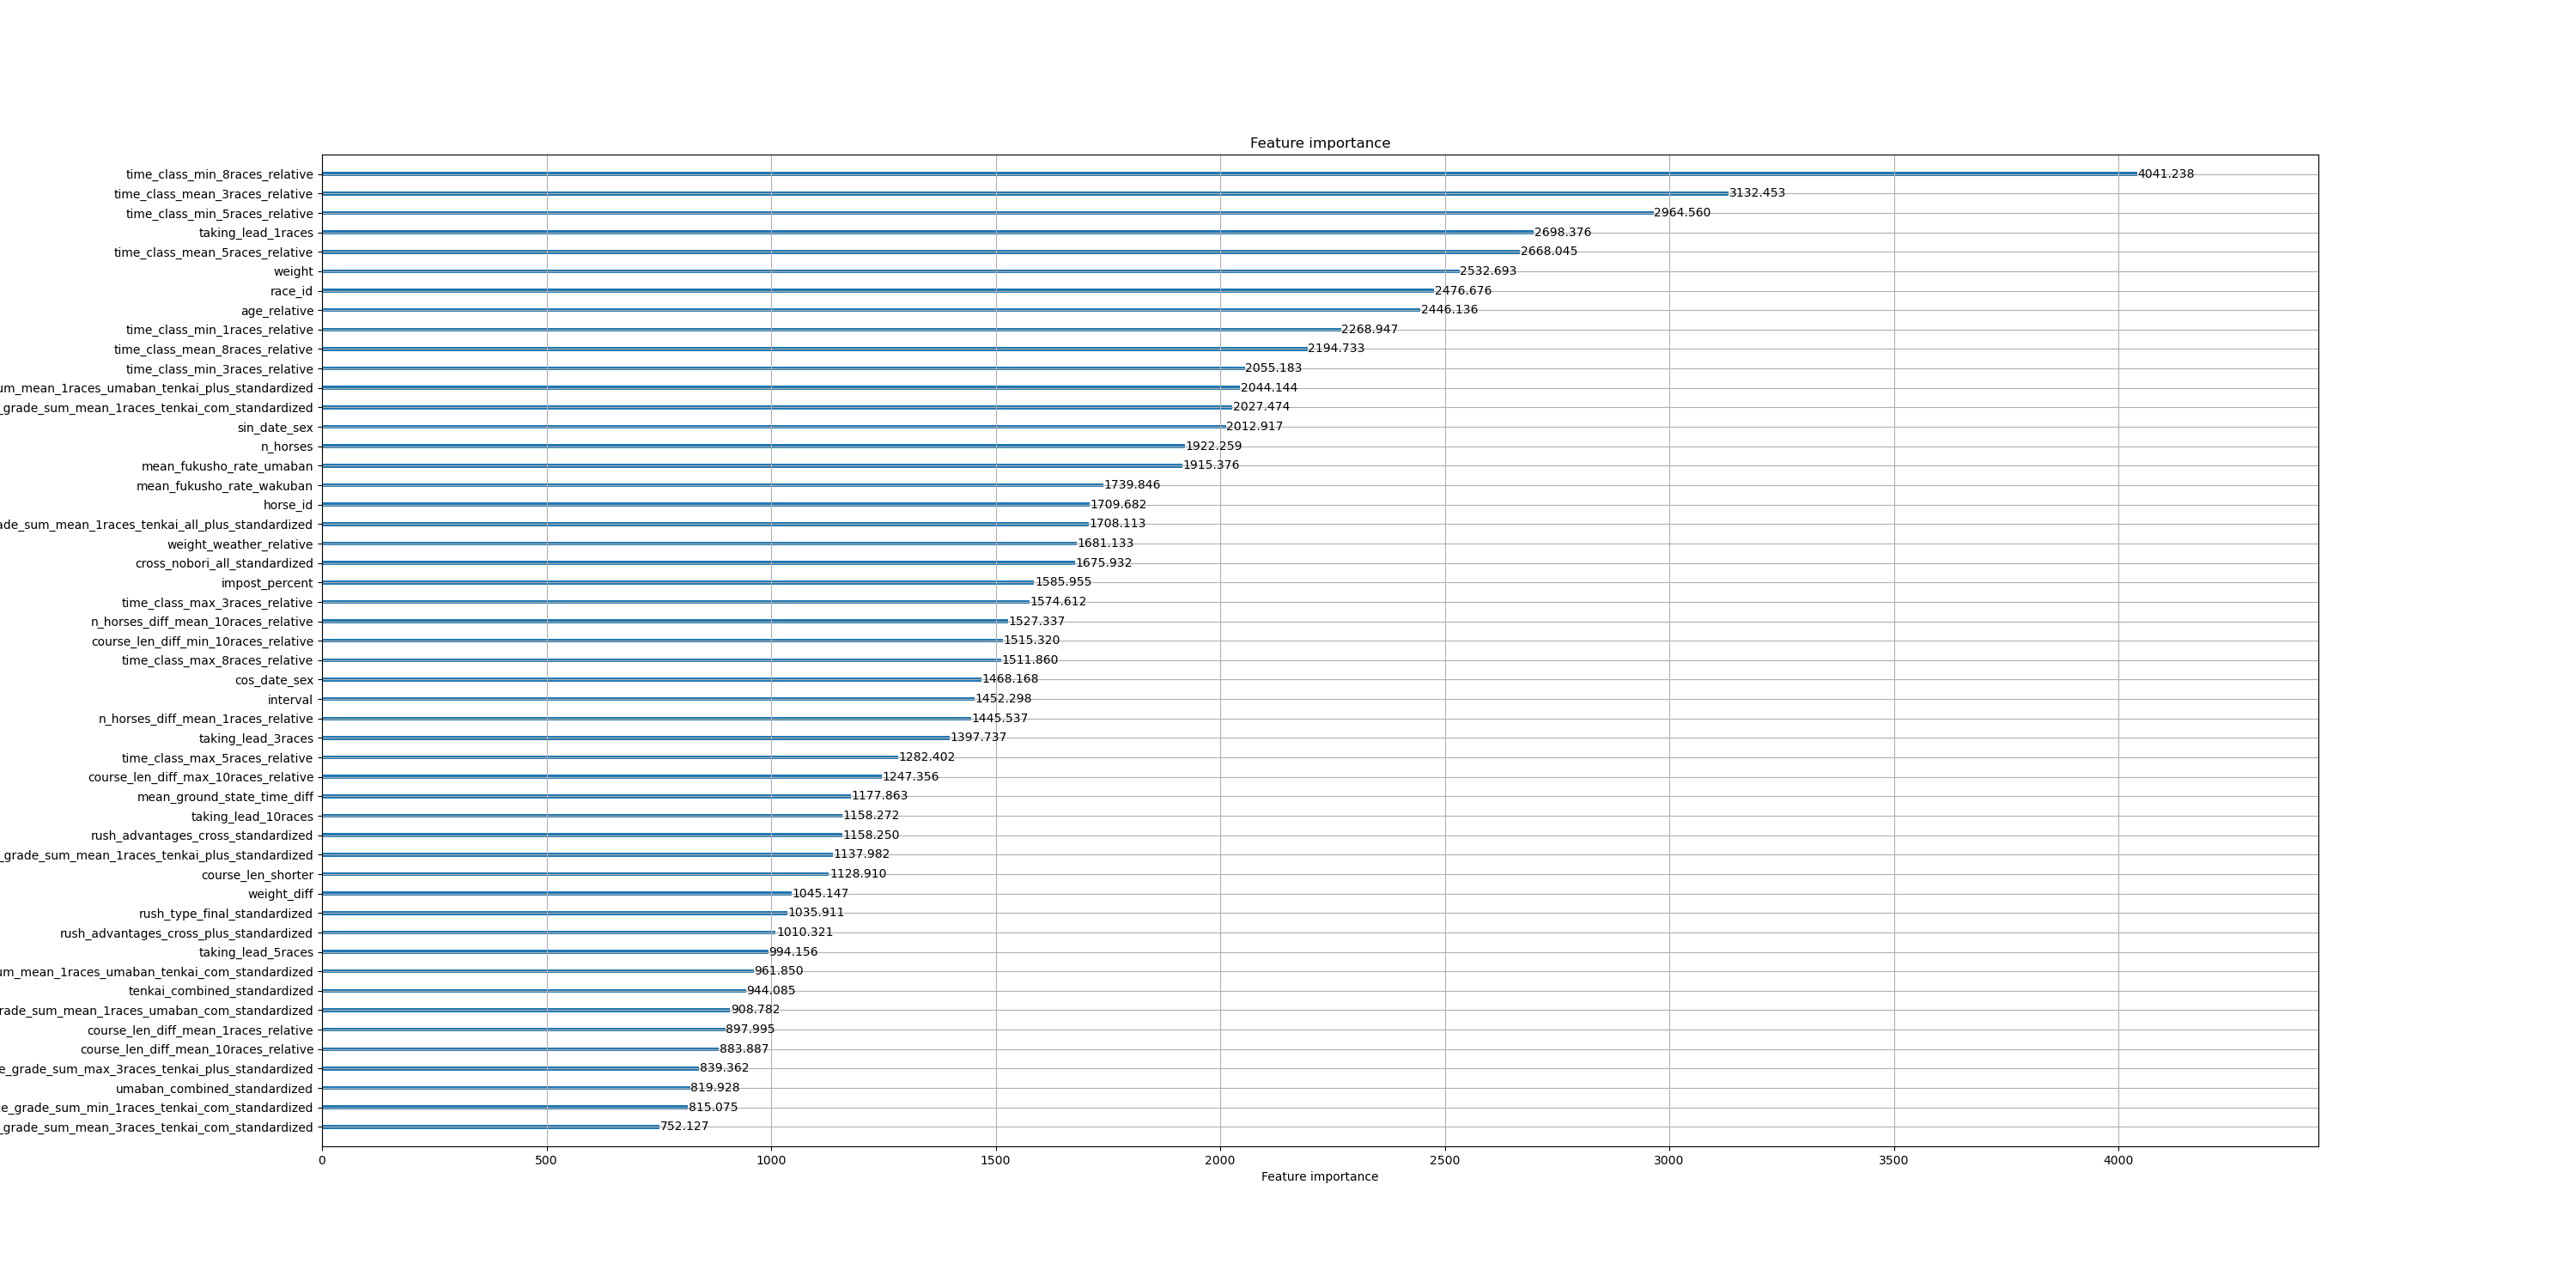 Feature importance
time_class_min_8races_relative 4041.238
time_class_mean_3races_relative 3132.453
time_class_min_5races_relative 2964.560
taking_lead_1races 2698.376
time_class_mean_5races_relative 2668.045
weight 2532.693
race_id 2476.676
age_relative 2446.136
time_class_min_1races_relative 2268.947
time_class_mean_8races_relative 2194.733
time_class_min_3races_relative 2055.183
um_mean_1races_umaban_tenkai_plus_standardized 2044.144
_grade_sum_mean_1races_tenkai_com_standardized 2027.474
sin_date_sex 2012.917
n_horses 1922.259
mean_fukusho_rate_umaban 1915.376
mean_fukusho_rate_wakuban 1739.846
horse_id 1709.682
ade_sum_mean_1races_tenkai_all_plus_standardized 1708.113
weight_weather_relative 1681.133
cross_nobori_all_standardized 1675.932
impost_percent 1585.955
time_class_max_3races_relative 1574.612
n_horses_diff_mean_10races_relative 1527.337
course_len_diff_min_10races_relative 1515.320
time_class_max_8races_relative 1511.860
cos_date_sex 1468.168
interval 1452.298
n_horses_diff_mean_1races_relative 1445.537
taking_lead_3races 1397.737
time_class_max_5races_relative 1282.402
course_len_diff_max_10races_relative 1247.356
mean_ground_state_time_diff 1177.863
taking_lead_10races 1158.272
rush_advantages_cross_standardized 1158.250
_grade_sum_mean_1races_tenkai_plus_standardized 1137.982
course_len_shorter 1128.910
weight_diff 1045.147
rush_type_final_standardized 1035.911
rush_advantages_cross_plus_standardized 1010.321
taking_lead_5races 994.156
um_mean_1races_umaban_tenkai_com_standardized 961.850
tenkai_combined_standardized 944.085
rade_sum_mean_1races_umaban_com_standardized 908.782
course_len_diff_mean_1races_relative 897.995
course_len_diff_mean_10races_relative 883.887
e_grade_sum_max_3races_tenkai_plus_standardized 839.362
umaban_combined_standardized 819.928
e_grade_sum_min_1races_tenkai_com_standardized 815.075
_grade_sum_mean_3races_tenkai_com_standardized 752.127
0 500 1000 1500 2000 2500 3000 3500 4000
Feature importance